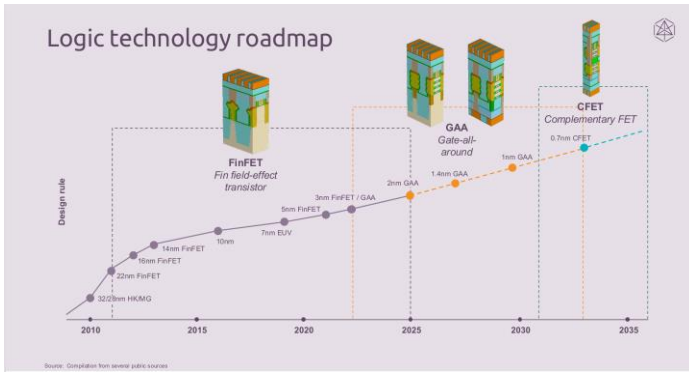 Logic technology roadmap
FinFET
Fin field-effect
transistor
GAA
Gate-all-
around
CFET
Complementary FET
Design rule
32/28nm HK/MG
22nm FinFET
16nm FinFET
14nm FinFET
10nm
7nm EUV
5nm FinFET
3nm FinFET / GAA
2nm GAA
1.4nm GAA
1nm GAA
0.7nm CFET
2010
2015
2020
2025
2030
2035
Source: Compilation from several public sources